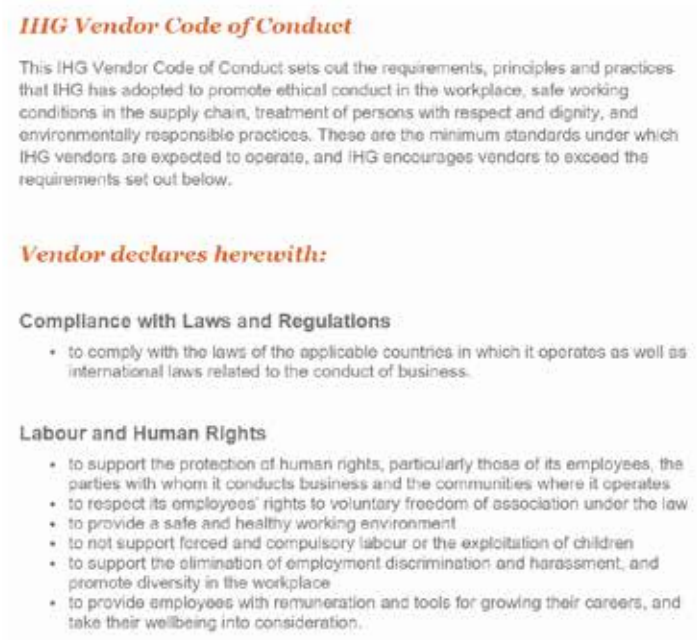 IHG Vendor Code of Conduct
This IHG Vendor Code of Conduct sets out the requirements, principles and practices
that IHG has adopted to promote ethical conduct in the workplace, safe working
conditions in the supply chain, treatment of persons with respect and dignity, and
environmentally responsible practices. These are the minimum standards under which
IHG vendors are expected to operate, and IHG encourages vendors to exceed the
requirements set out below.
Vendor declares herewith:
Compliance with Laws and Regulations
• to comply with the laws of the applicable countries in which it operates as well as
international laws related to the conduct of business.
Labour and Human Rights
• to support the protection of human rights, particularly those of its employees, the
parties with whom it conducts business and the communities where it operates
• to respect its employees' rights to voluntary freedom of association under the law
• to provide a safe and healthy working environment
• to not support forced and compulsory labour or the exploitation of children
• to support the elimination of employment discrimination and harassment, and
promote diversity in the workplace
• to provide employees with remuneration and tools for growing their careers, and
take their wellbeing into consideration.